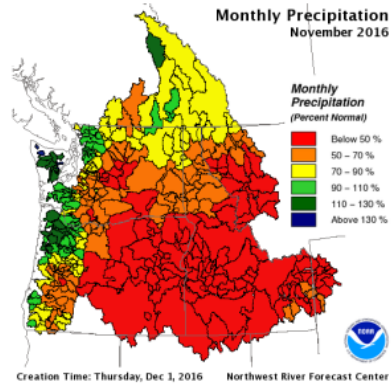 Monthly Precipitation
November 2016
Monthly
Precipitation
(Percent Normal)
Below 50 %
50 - 70 %
70 - 90 %
90 - 110 %
110 - 130 %
Above 130 %
Creation Time: Thursday, Dec 1, 2016 Northwest River Forecast Center